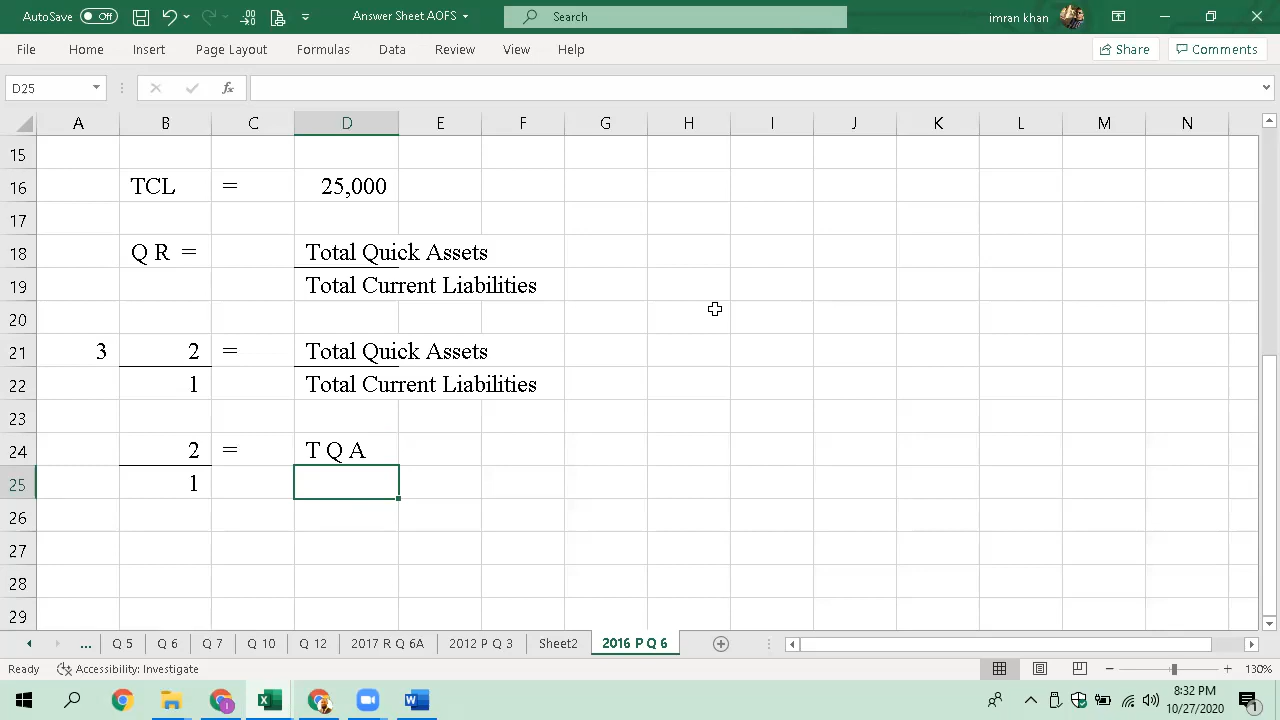 AutoSave Off Answer Sheet AOFS Search imran khan
File Home Insert Page Layout Formulas Data Review View Help Share Comments
D25 fx
A B C D E F G H I J K L M N
15
16 TCL = 25,000
17
18 Q R = Total Quick Assets
19 Total Current Liabilities
20
21 3 2 = Total Quick Assets
22 1 Total Current Liabilities
23
24 2 = T Q A
25 1
26
27
28
29
... Q 5 Q 6 Q 7 Q 10 Q 12 2017 R Q 6A 2012 P Q 3 Sheet2 2016 P Q 6
Ready Accessibility: Investigate 130%
8:32 PM
10/27/2020
1